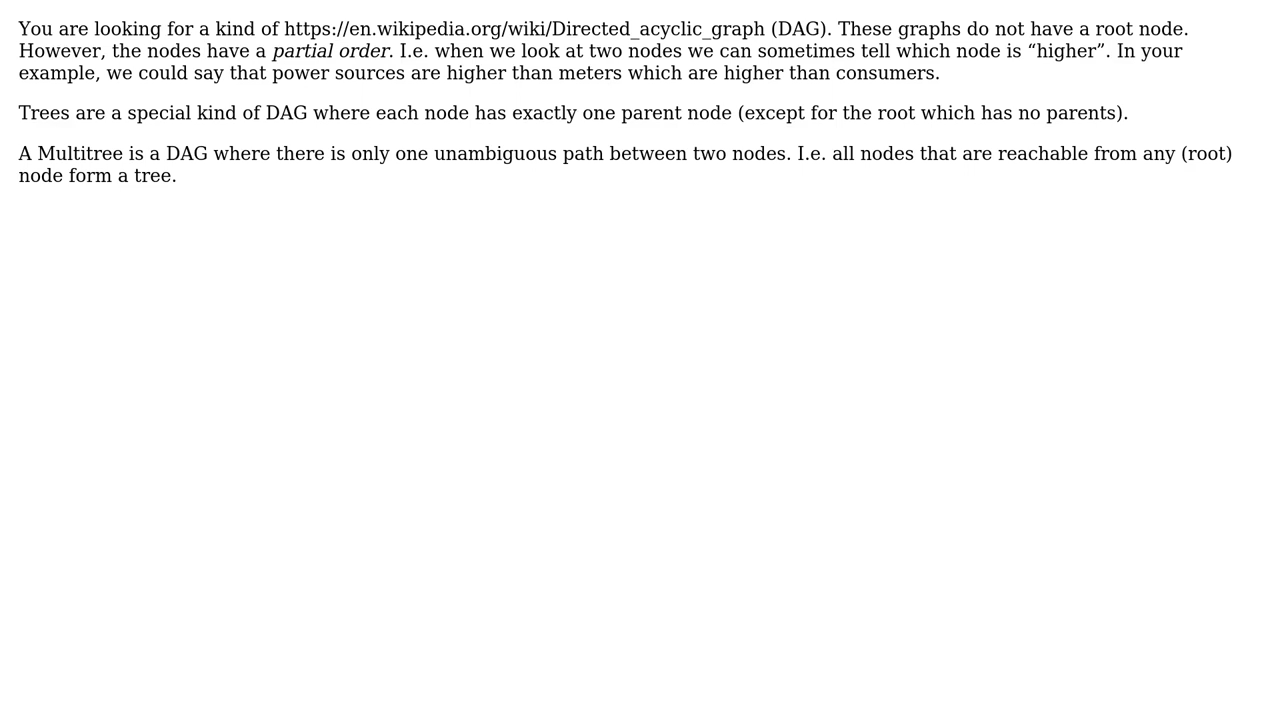 You are looking for a kind of https://en.wikipedia.org/wiki/Directed_acyclic_graph (DAG). These graphs do not have a root node.
However, the nodes have a partial order. I.e. when we look at two nodes we can sometimes tell which node is “higher”. In your
example, we could say that power sources are higher than meters which are higher than consumers.
Trees are a special kind of DAG where each node has exactly one parent node (except for the root which has no parents).
A Multitree is a DAG where there is only one unambiguous path between two nodes. I.e. all nodes that are reachable from any (root)
node form a tree.